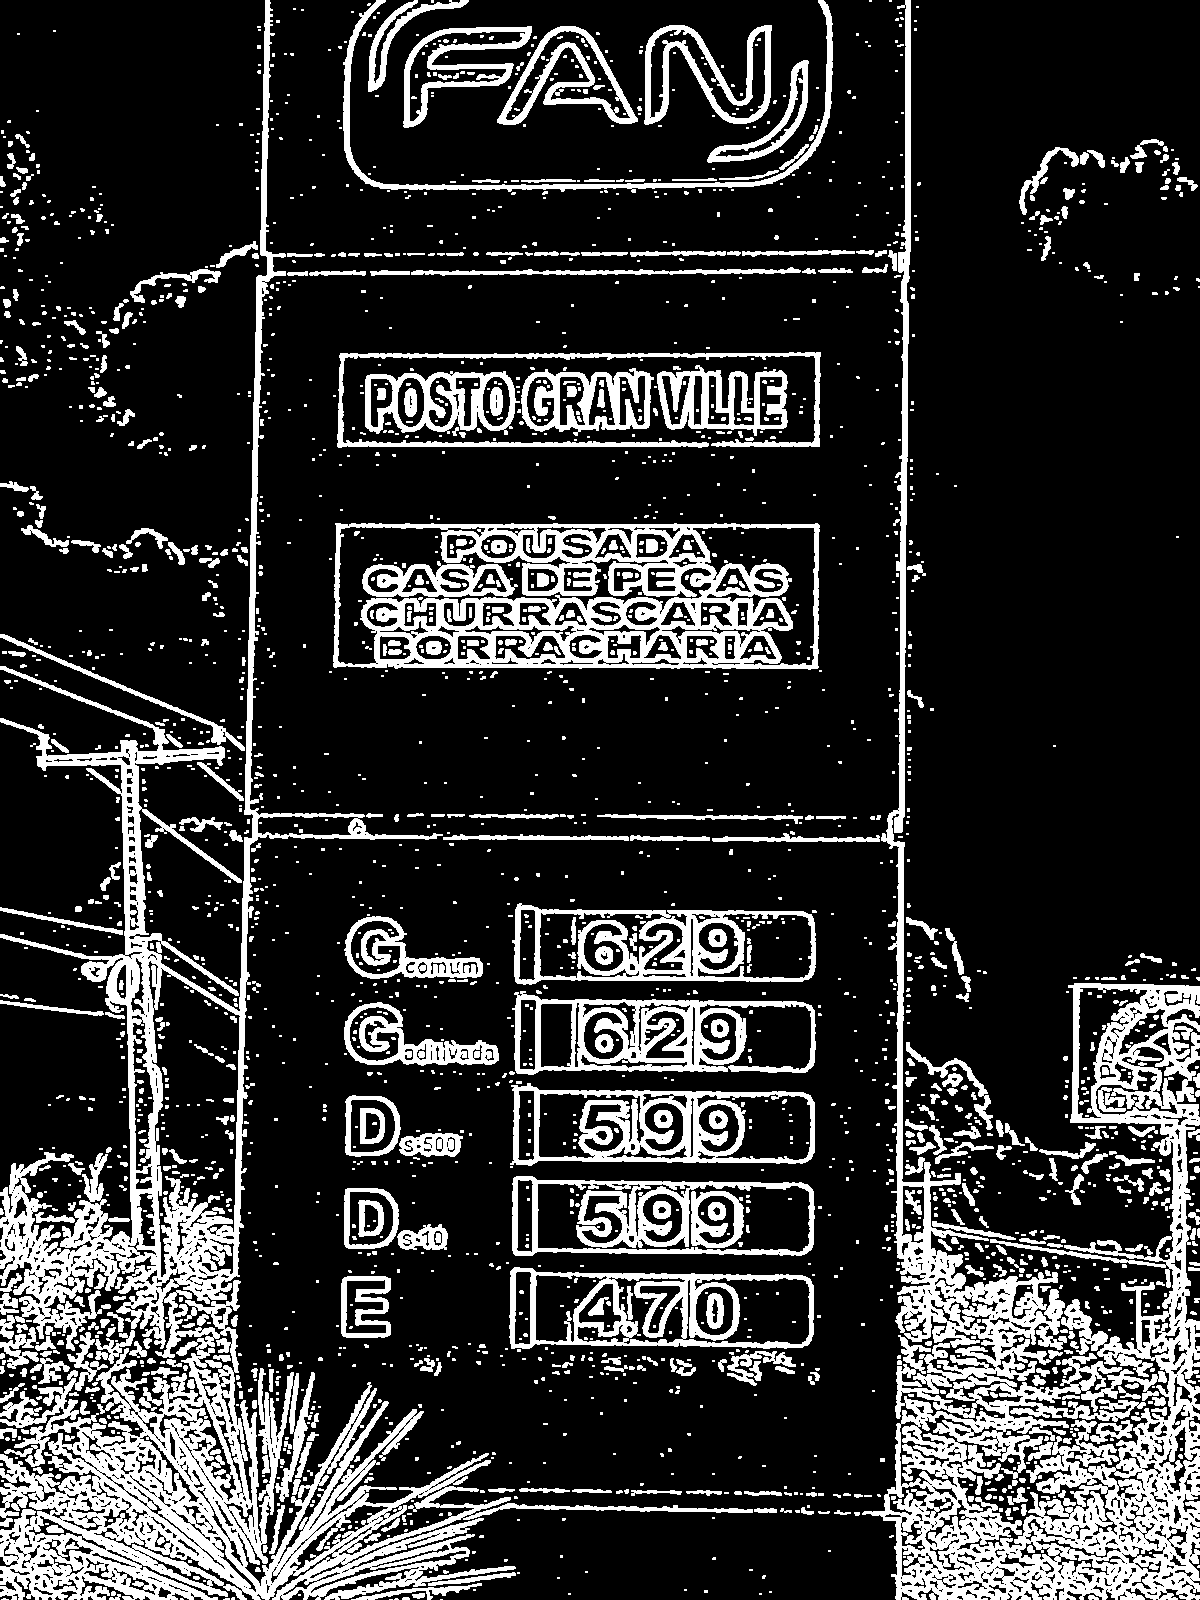 FAN
POSTO GRAN VILLE
POUSADA
CASA DE PEÇAS
CHURRASCARIA
BORRACHARIA
G comum 6.29
G aditivada 6.29
D s-500 5.99
D s-10 5.99
E 4.70